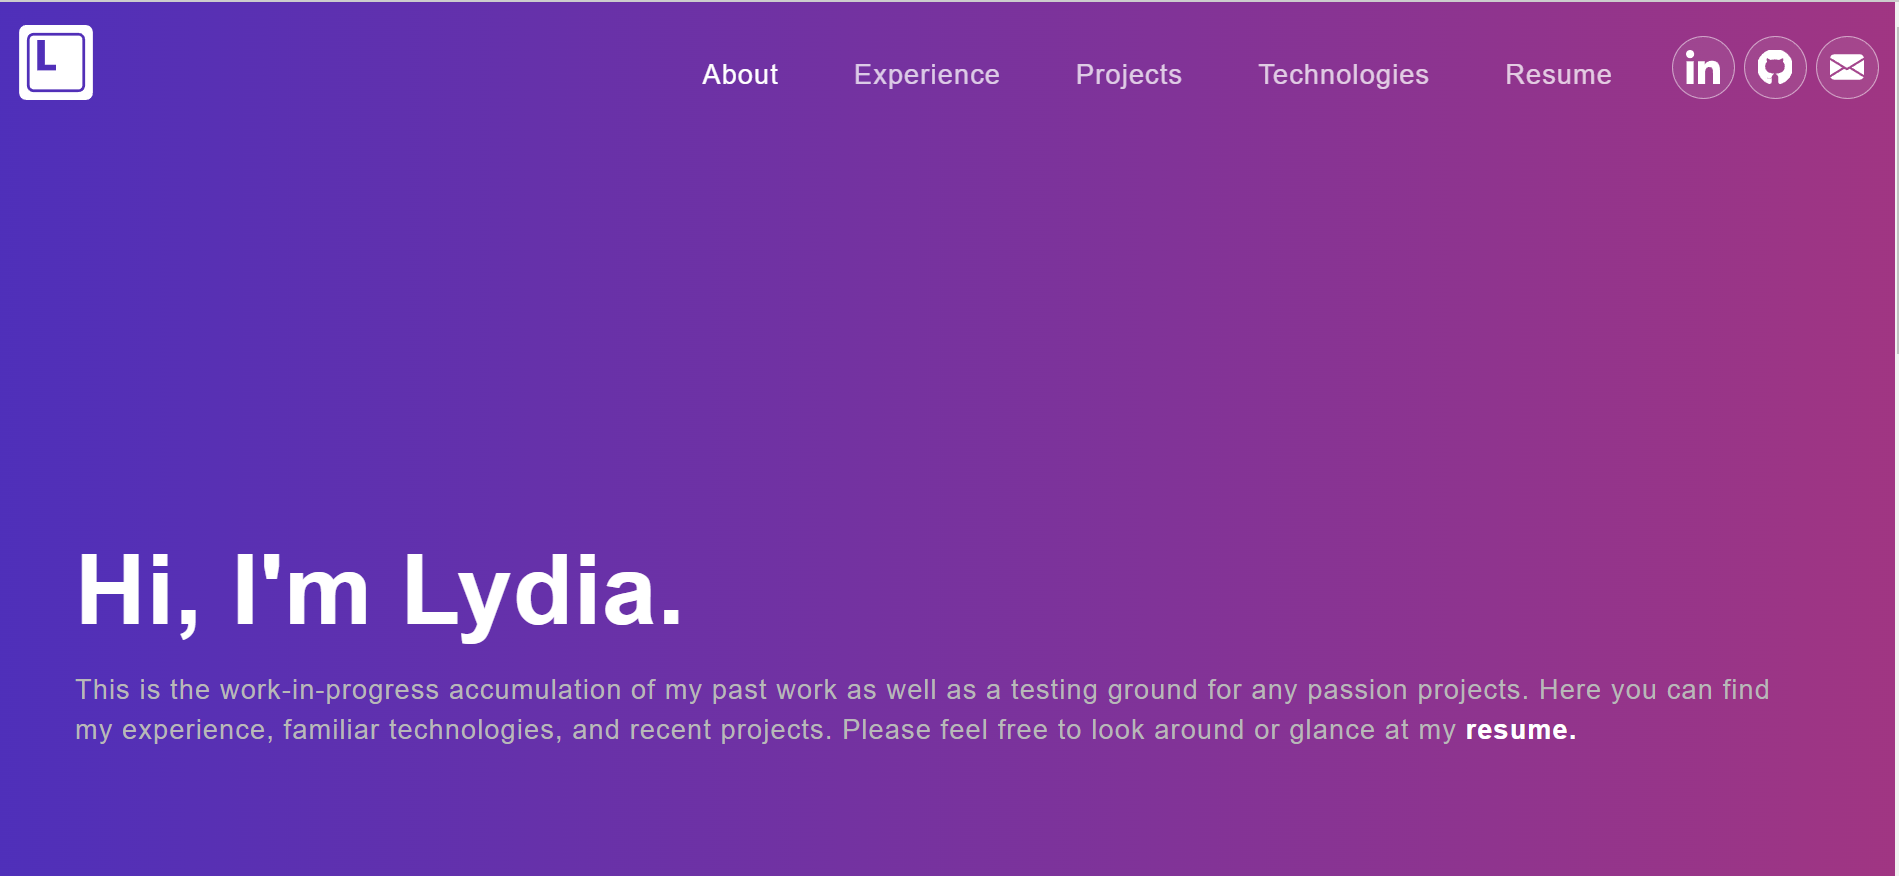 L
About Experience Projects Technologies Resume in
Hi, I'm Lydia.
This is the work-in-progress accumulation of my past work as well as a testing ground for any passion projects. Here you can find
my experience, familiar technologies, and recent projects. Please feel free to look around or glance at my resume.